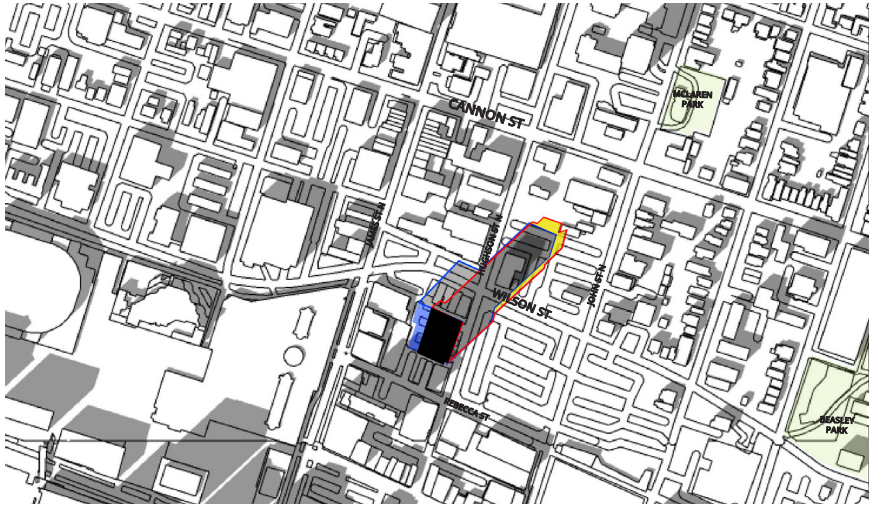 MCLAREN
PARK
CANNON ST
JAMES ST N
HUGHSON ST N
JOHN ST N
WILSON ST
REBECCA ST
BEASLEY
PARK